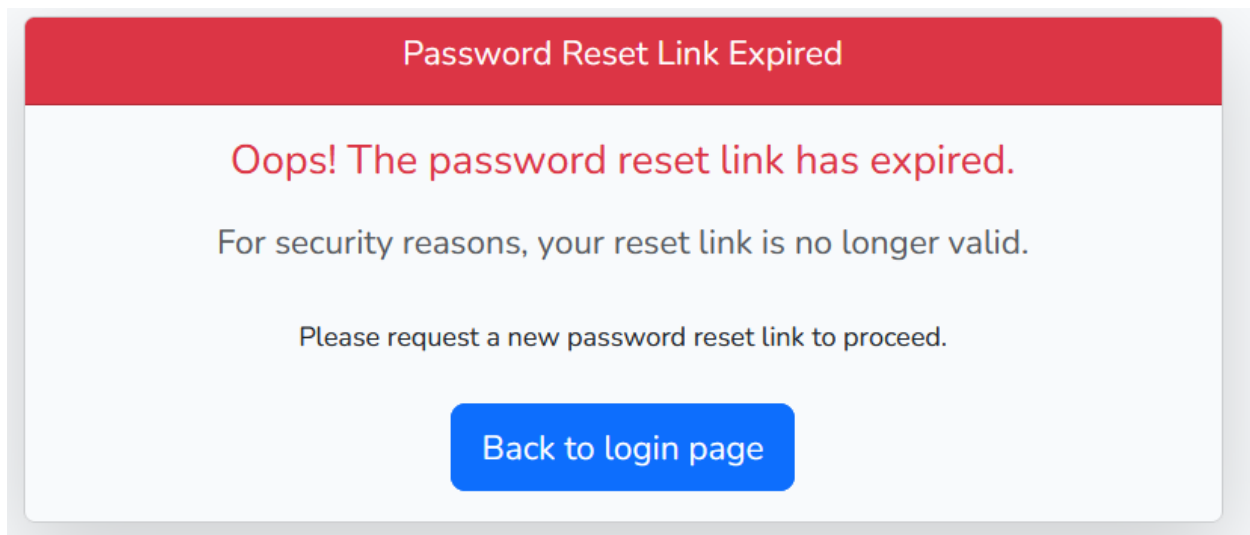 Password Reset Link Expired
Oops! The password reset link has expired.
For security reasons, your reset link is no longer valid.
Please request a new password reset link to proceed.
Back to login page